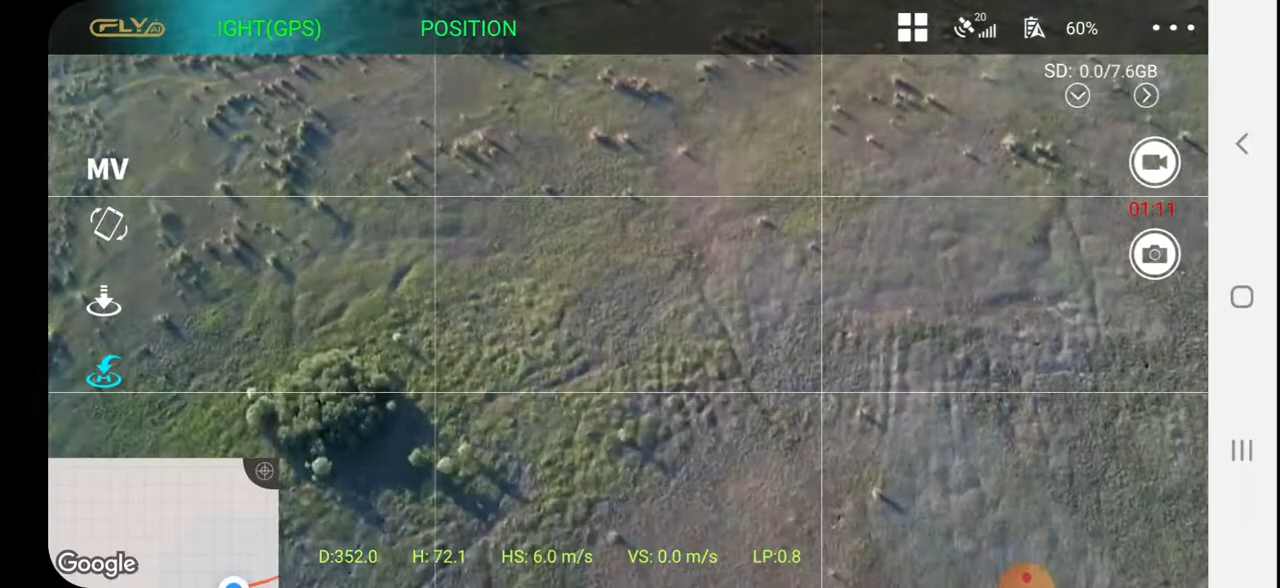 FLY AI
IGHT(GPS)
POSITION
20
60%
SD: 0.0/7.6GB
MV
01:11
Google
D:352.0 H: 72.1 HS: 6.0 m/s VS: 0.0 m/s LP:0.8